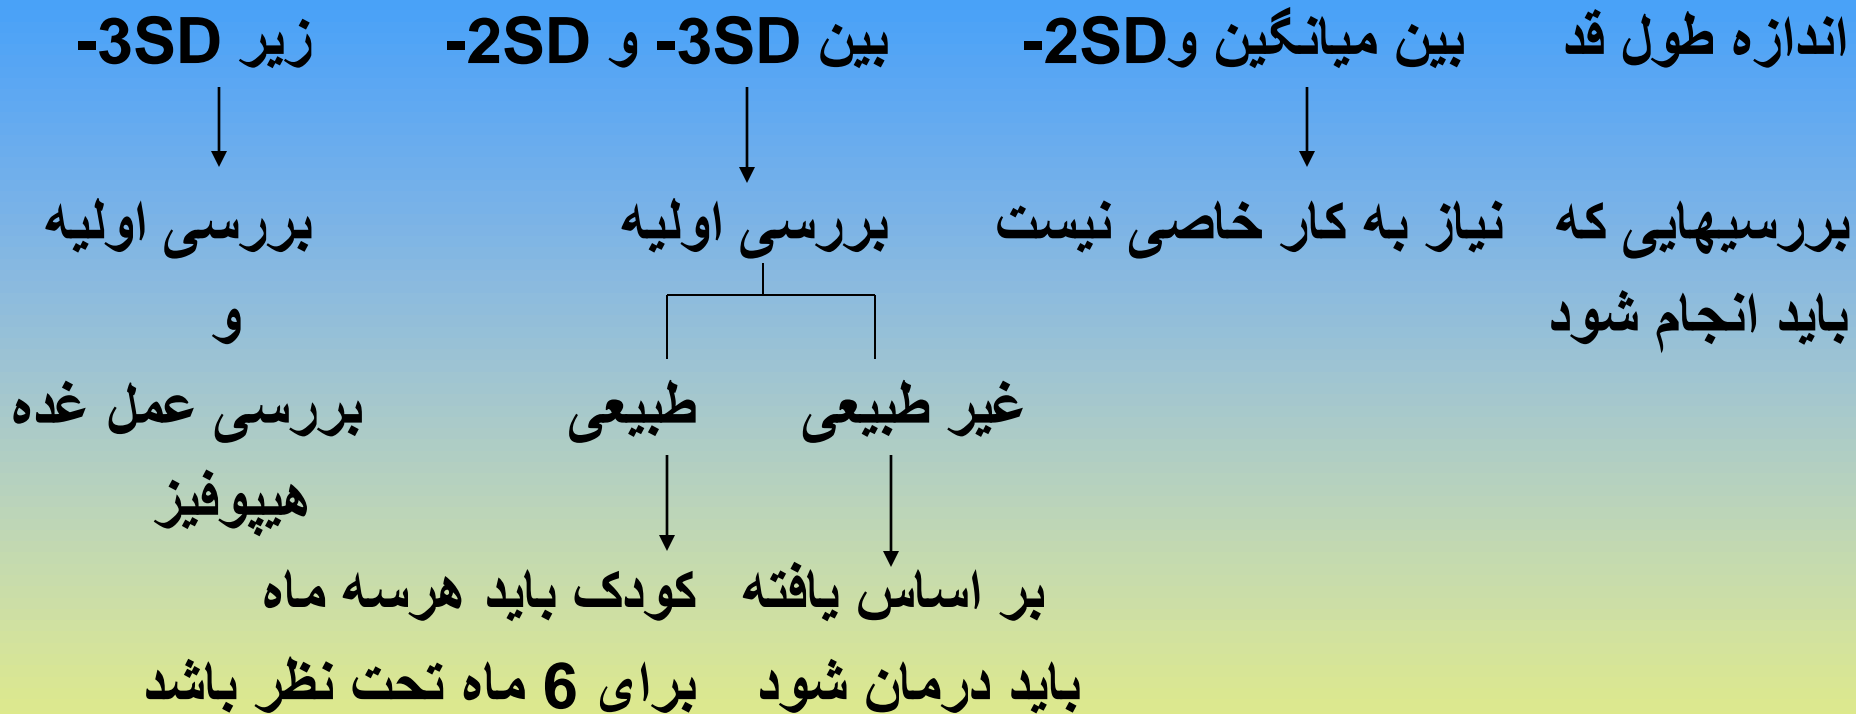 اندازه طول قد    بین میانگین و-2SD    بین -3SD و -2SD    زیر -3SD
بررسیهایی که    نیاز به کار خاصی نیست    بررسی اولیه    بررسی اولیه
باید انجام شود    و
غیر طبیعی    طبیعی    بررسی عمل غده
هیپوفیز
بر اساس یافته    کودک باید هرسه ماه
باید درمان شود    برای 6 ماه تحت نظر باشد